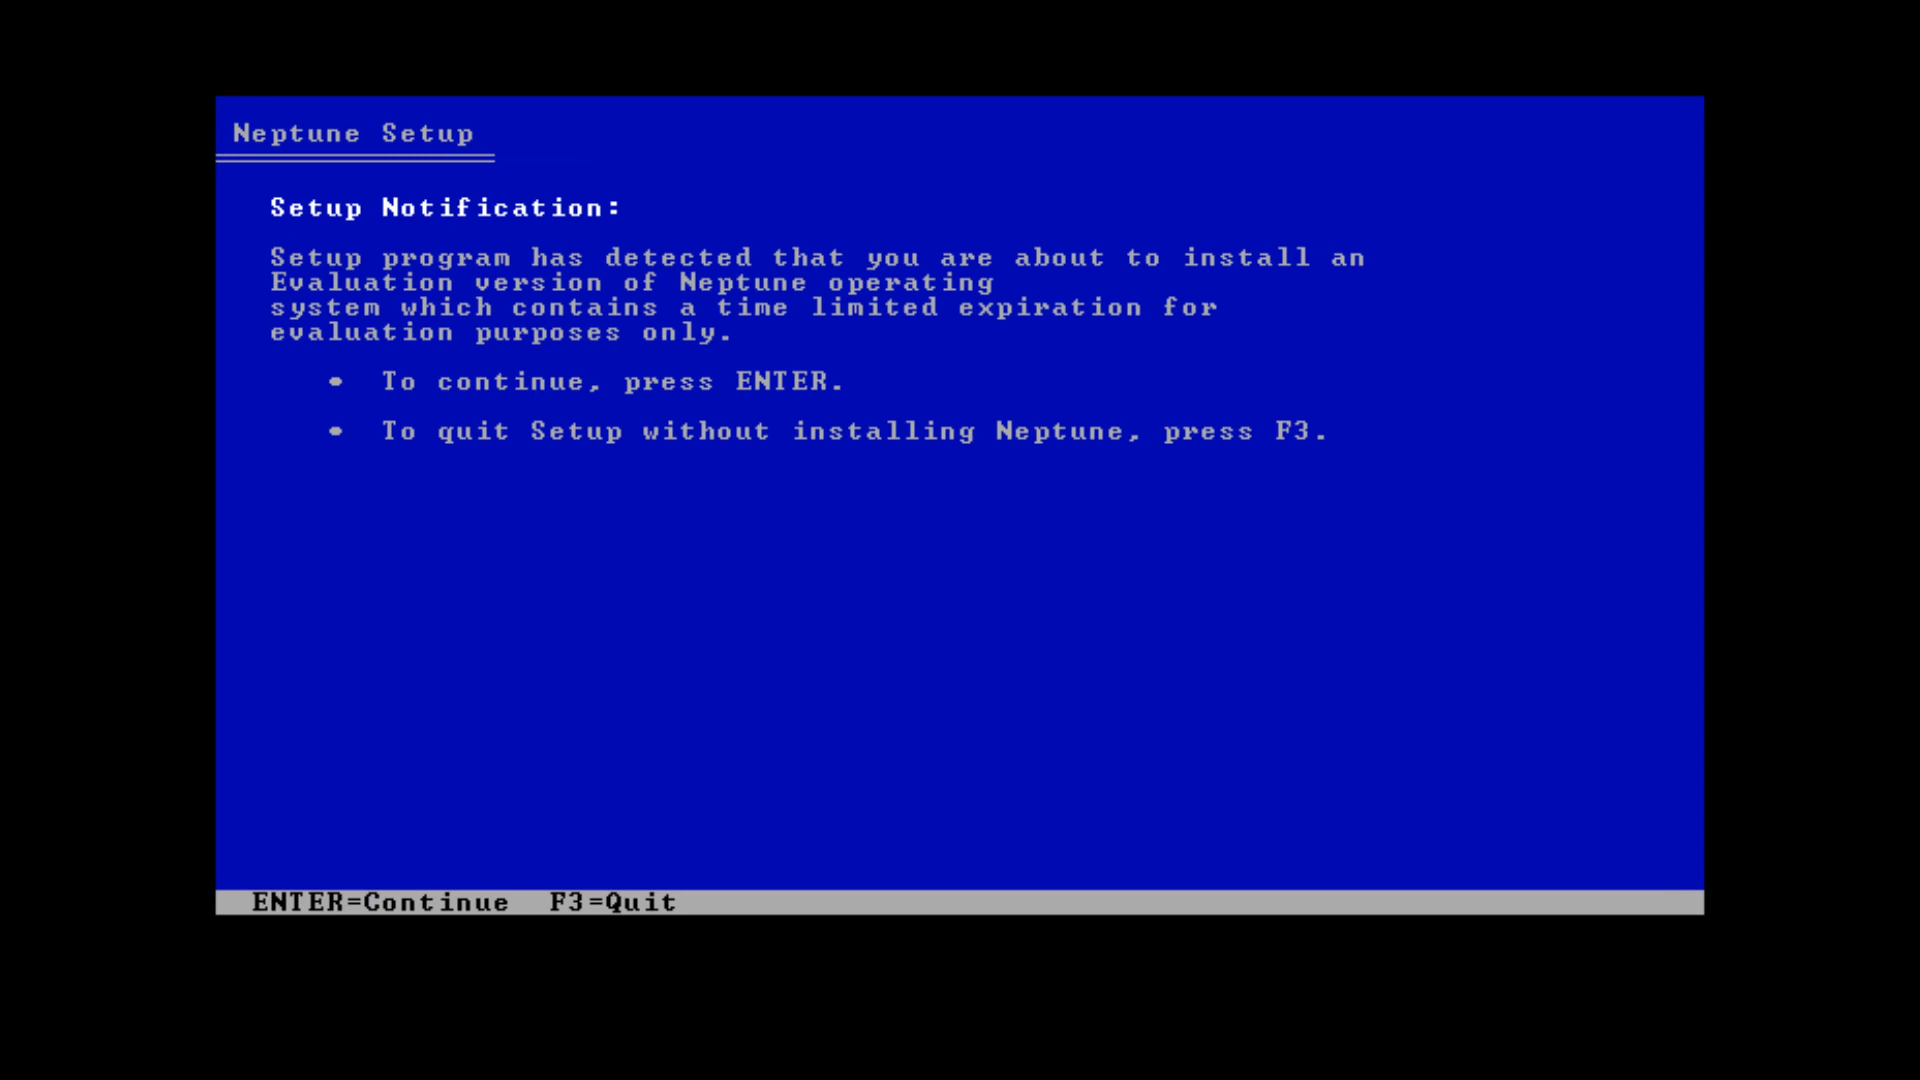 Neptune Setup
Setup Notification:
Setup program has detected that you are about to install an
Evaluation version of Neptune operating
system which contains a time limited expiration for
evaluation purposes only.
• To continue, press ENTER.
• To quit Setup without installing Neptune, press F3.
ENTER=Continue F3=Quit